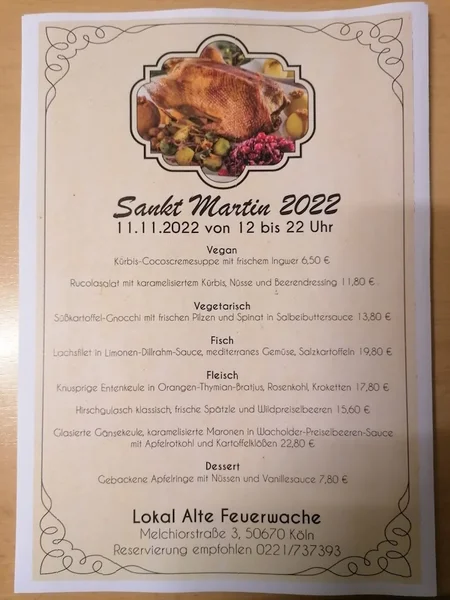 Sankt Martin 2022
11.11.2022 von 12 bis 22 Uhr
Vegan
Kürbis-Cocoscremesuppe mit frischem Ingwer 6,50 €
Rucolasalat mit karamelisiertem Kürbis, Nüsse und Beerendressing 11,80 €
Vegetarisch
Süßkartoffel-Gnocchi mit frischen Pilzen und Spinat in Salbeibuttersauce 13,80 €
Fisch
Lachsfilet in Limonen-Dillrahm-Sauce, mediterranes Gemüse, Salzkartoffeln 19,80 €
Fleisch
Knusprige Entenkeule in Orangen-Thymian-Bratjus, Rosenkohl, Kroketten 17,80 €
Hirschgulasch klassisch, frische Spätzle und Wildpreiselbeeren 15,60 €
Glasierte Gänsekeule, karamelisierte Maronen in Wacholder-Preiselbeeren-Sauce
mit Apfelrotkohl und Kartoffelklößen 22,80 €
Dessert
Gebackene Apfelringe mit Nüssen und Vanillesauce 7,80 €
Lokal Alte Feuerwache
Melchiorstraße 3, 50670 Köln
Reservierung empfohlen 0221/737393